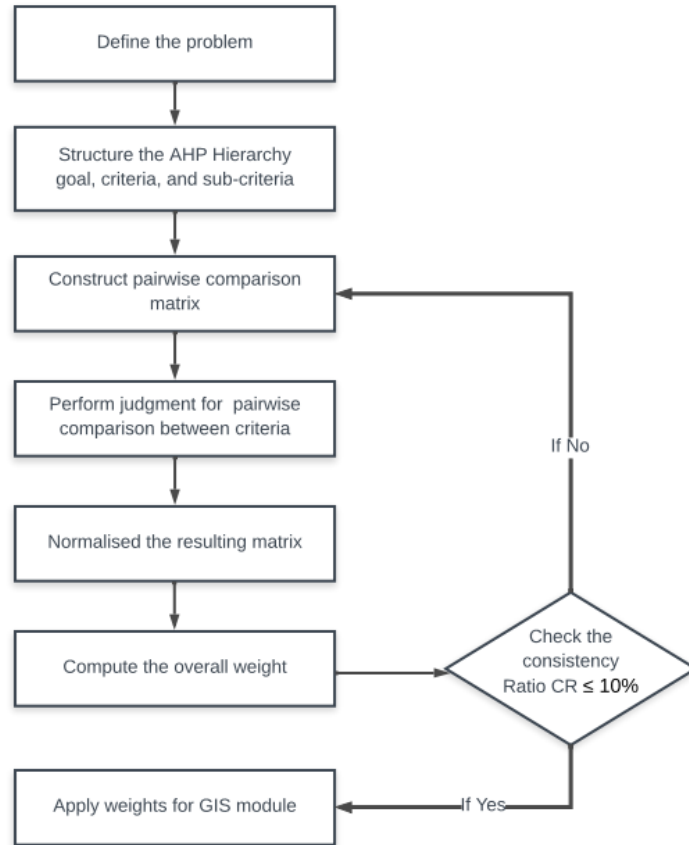 Define the problem
Structure the AHP Hierarchy
goal, criteria, and sub-criteria
Construct pairwise comparison
matrix
Perform judgment for  pairwise
comparison between criteria
Normalised the resulting matrix
Compute the overall weight
Check the
consistency
Ratio CR ≤ 10%
If No
If Yes
Apply weights for GIS module